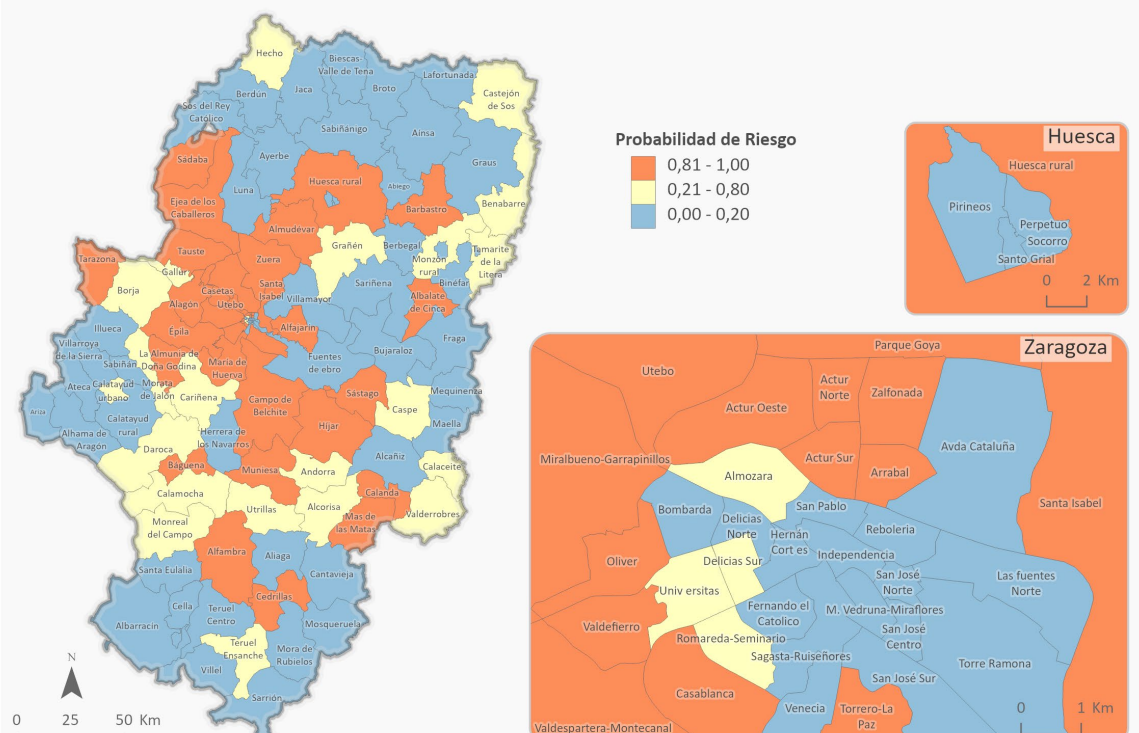 Hecho
Biescas-
Valle de Tena
Lafortunada
Jaca
Broto
Berdún
Castejón
de Sos
Sos del Rey
Católico
Sabiñánigo
Ainsa
Ayerbe
Graus
Sádaba
Huesca rural
Abiego
Luna
Ejea de los
Caballeros
Barbastro
Benabarre
Almudévar
Grañén
Berbegal
Tauste
Zuera
Monzón
rural
Tamarite
de la
Litera
Tarazona
Gallur
Borja
Casetas
Santa
Isabel
Villamayor
Sariñena
Binéfar
Alagón
Utebo
Albalate
de Cinca
Illueca
Epila
Alfajarín
Villarroya
de la Sierra
Fraga
La Almunia de
Doña Godina
María de
Huerva
Fuentes
de ebro
Bujaraloz
Sabiñán
Ateca
Calatayud
urbano
Morata
de Jalón
Cariñena
Campo de
Belchite
Sastago
Mequinenza
Ariza
Caspe
Calatayud
rural
Maella
Alhama de
Aragón
Herrera de
los Navarros
Hijar
Daroca
Alcañiz
Báguena
Muniesa
Andorra
Calaceite
Calamocha
Calanda
Utrillas
Alcorisa
Valderrobres
Monreal
del Campo
Mas de
las Matas
Alfambra
Aliaga
Santa Eulalia
Cantavieja
Cedrillas
Cella
Teruel
Centro
Albarracín
Mosqueruela
Teruel
Ensanche
Mora de
Rubielos
Villel
Sarrión
N
0 25 50 Km
Probabilidad de Riesgo
0,81 - 1,00
0,21 - 0,80
0,00 - 0,20
Huesca
Huesca rural
Pirineos
Perpetuo
Socorro
Santo Grial
0 2 Km
Zaragoza
Parque Goya
Utebo
Actur
Norte
Zalfonada
Actur Oeste
Avda Cataluña
Miralbueno-Garrapinillos
Actur Sur
Arrabal
Almozara
Santa Isabel
Bombarda
San Pablo
Delicias
Norte
Reboleria
Hernán
Cort es
Independencia
Oliver
Delicias Sur
San José
Norte
Las fuentes
Norte
Univ ersitas
Fernando el
Catolico
M. Vedruna-Miraflores
Valdefierro
Romareda-Seminario
San José
Centro
Sagasta-Ruiseñores
Torre Ramona
San José Sur
Casablanca
Venecia
Torrero-La
Paz
Valdespartera-Montecanal
0 1 Km